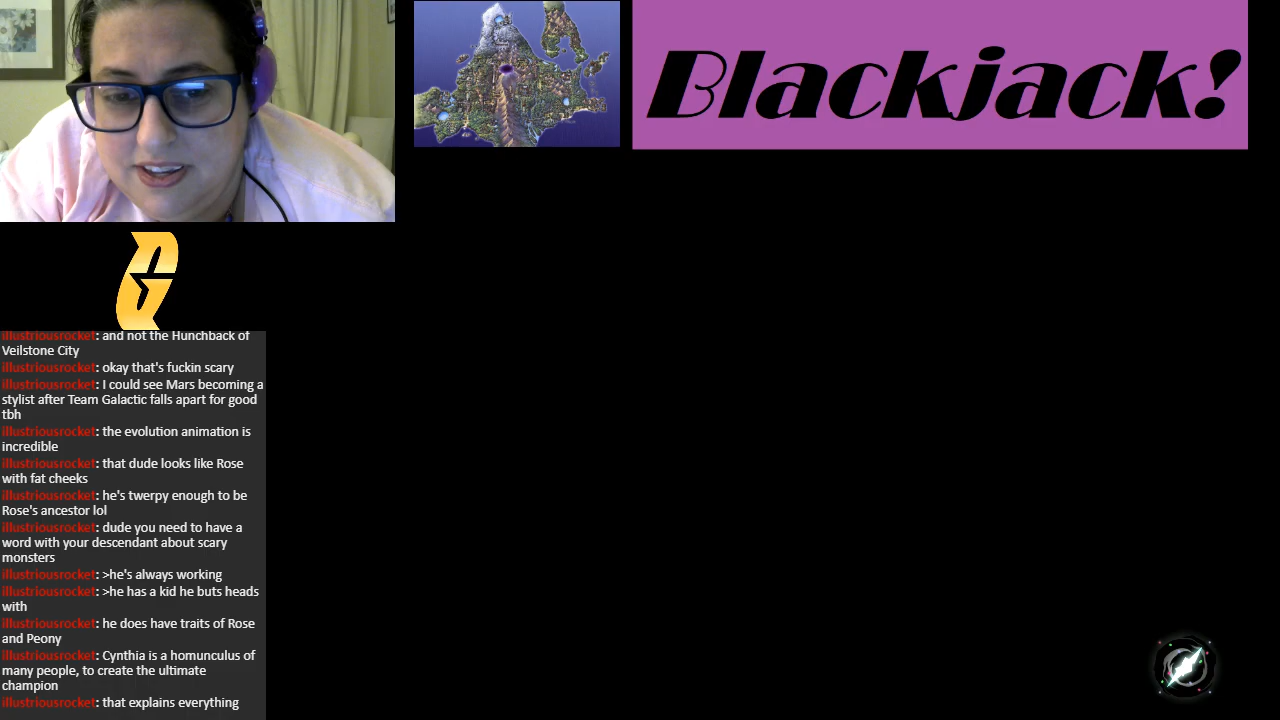 Blackjack!
illustriousrocket: and not the Hunchback of
Veilstone City
illustriousrocket: okay that's fuckin scary
illustriousrocket: I could see Mars becoming a
stylist after Team Galactic falls apart for good
tbh
illustriousrocket: the evolution animation is
incredible
illustriousrocket: that dude looks like Rose
with fat cheeks
illustriousrocket: he's twerpy enough to be
Rose's ancestor lol
illustriousrocket: dude you need to have a
word with your descendant about scary
monsters
illustriousrocket: >he's always working
illustriousrocket: >he has a kid he buts heads
with
illustriousrocket: he does have traits of Rose
and Peony
illustriousrocket: Cynthia is a homunculus of
many people, to create the ultimate
champion
illustriousrocket: that explains everything